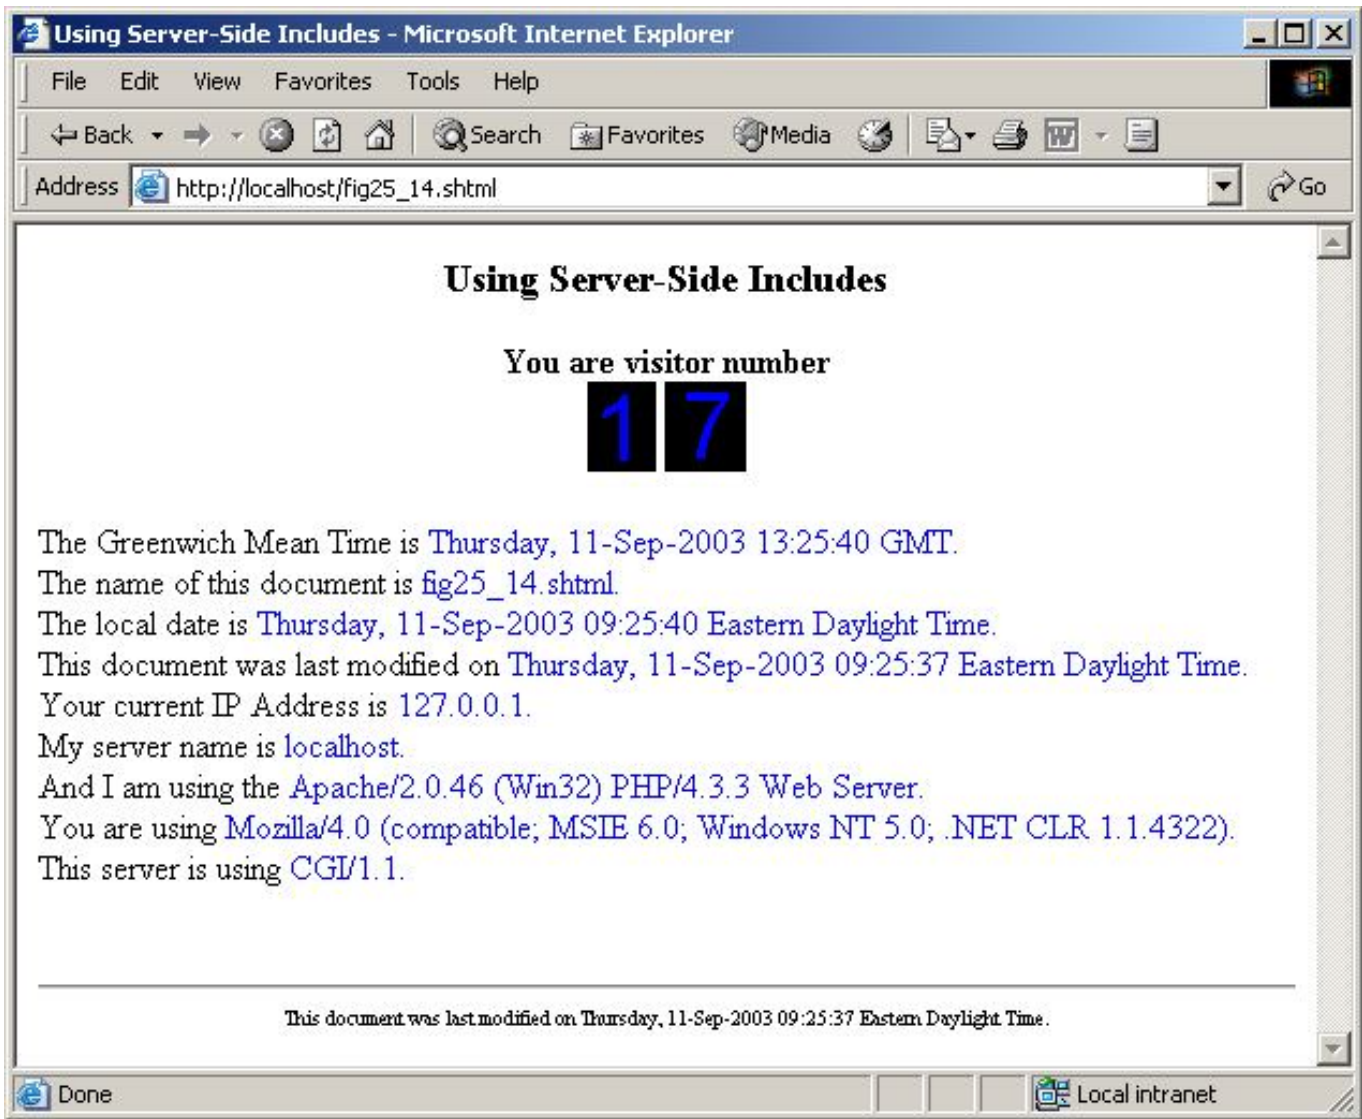 Using Server-Side Includes - Microsoft Internet Explorer
File Edit View Favorites Tools Help
Back Search Favorites Media
Address http://localhost/fig25_14.shtml Go
Using Server-Side Includes
You are visitor number
1 7
The Greenwich Mean Time is Thursday, 11-Sep-2003 13:25:40 GMT.
The name of this document is fig25_14.shtml.
The local date is Thursday, 11-Sep-2003 09:25:40 Eastern Daylight Time.
This document was last modified on Thursday, 11-Sep-2003 09:25:37 Eastern Daylight Time.
Your current IP Address is 127.0.0.1.
My server name is localhost.
And I am using the Apache/2.0.46 (Win32) PHP/4.3.3 Web Server.
You are using Mozilla/4.0 (compatible; MSIE 6.0; Windows NT 5.0; .NET CLR 1.1.4322).
This server is using CGI/1.1.
This document was last modified on Thursday, 11-Sep-2003 09:25:37 Eastern Daylight Time.
Done Local intranet